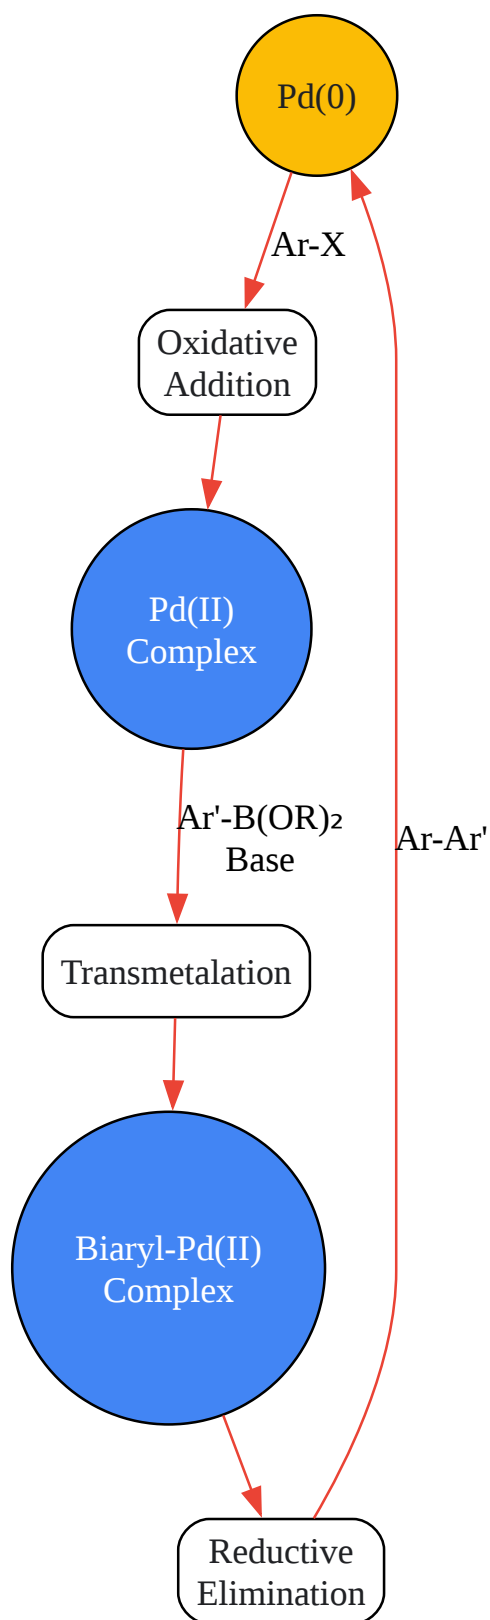 Pd(0)
Ar-X
Oxidative
Addition
Pd(II)
Complex
Ar'-B(OR)₂
Base
Ar-Ar'
Transmetalation
Biaryl-Pd(II)
Complex
Reductive
Elimination